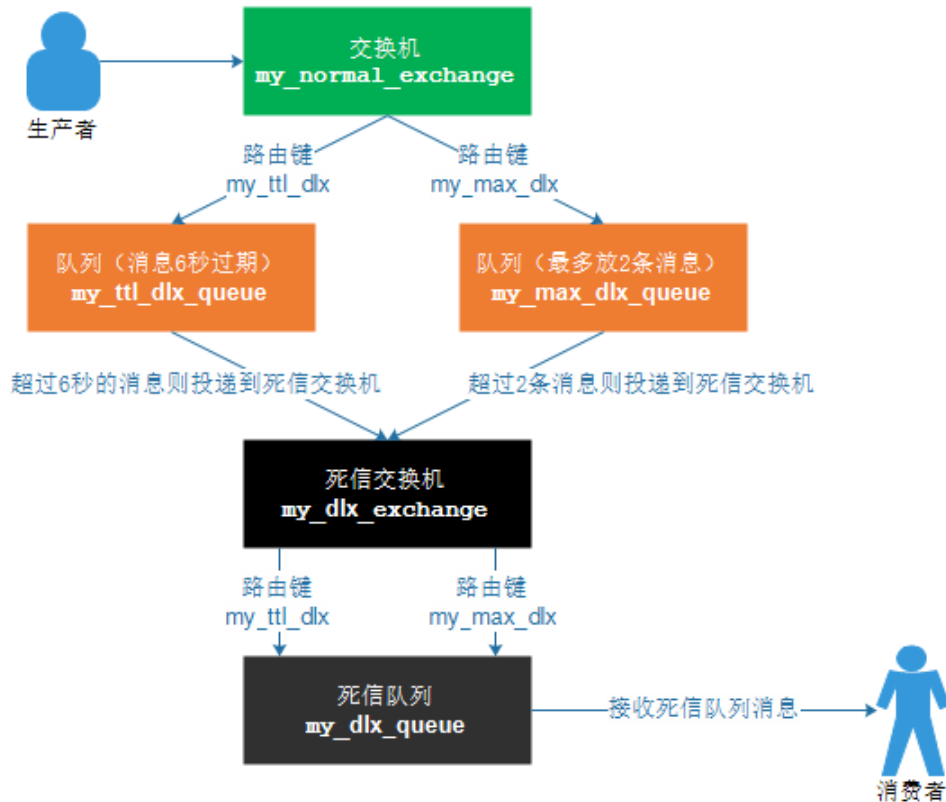 交换机
my_normal_exchange
生产者
路由键
my_ttl_dlx
路由键
my_max_dlx
队列（消息6秒过期）
my_ttl_dlx_queue
队列（最多放2条消息）
my_max_dlx_queue
超过6秒的消息则投递到死信交换机
超过2条消息则投递到死信交换机
死信交换机
my_dlx_exchange
路由键
my_ttl_dlx
路由键
my_max_dlx
死信队列
my_dlx_queue
接收死信队列消息
消费者